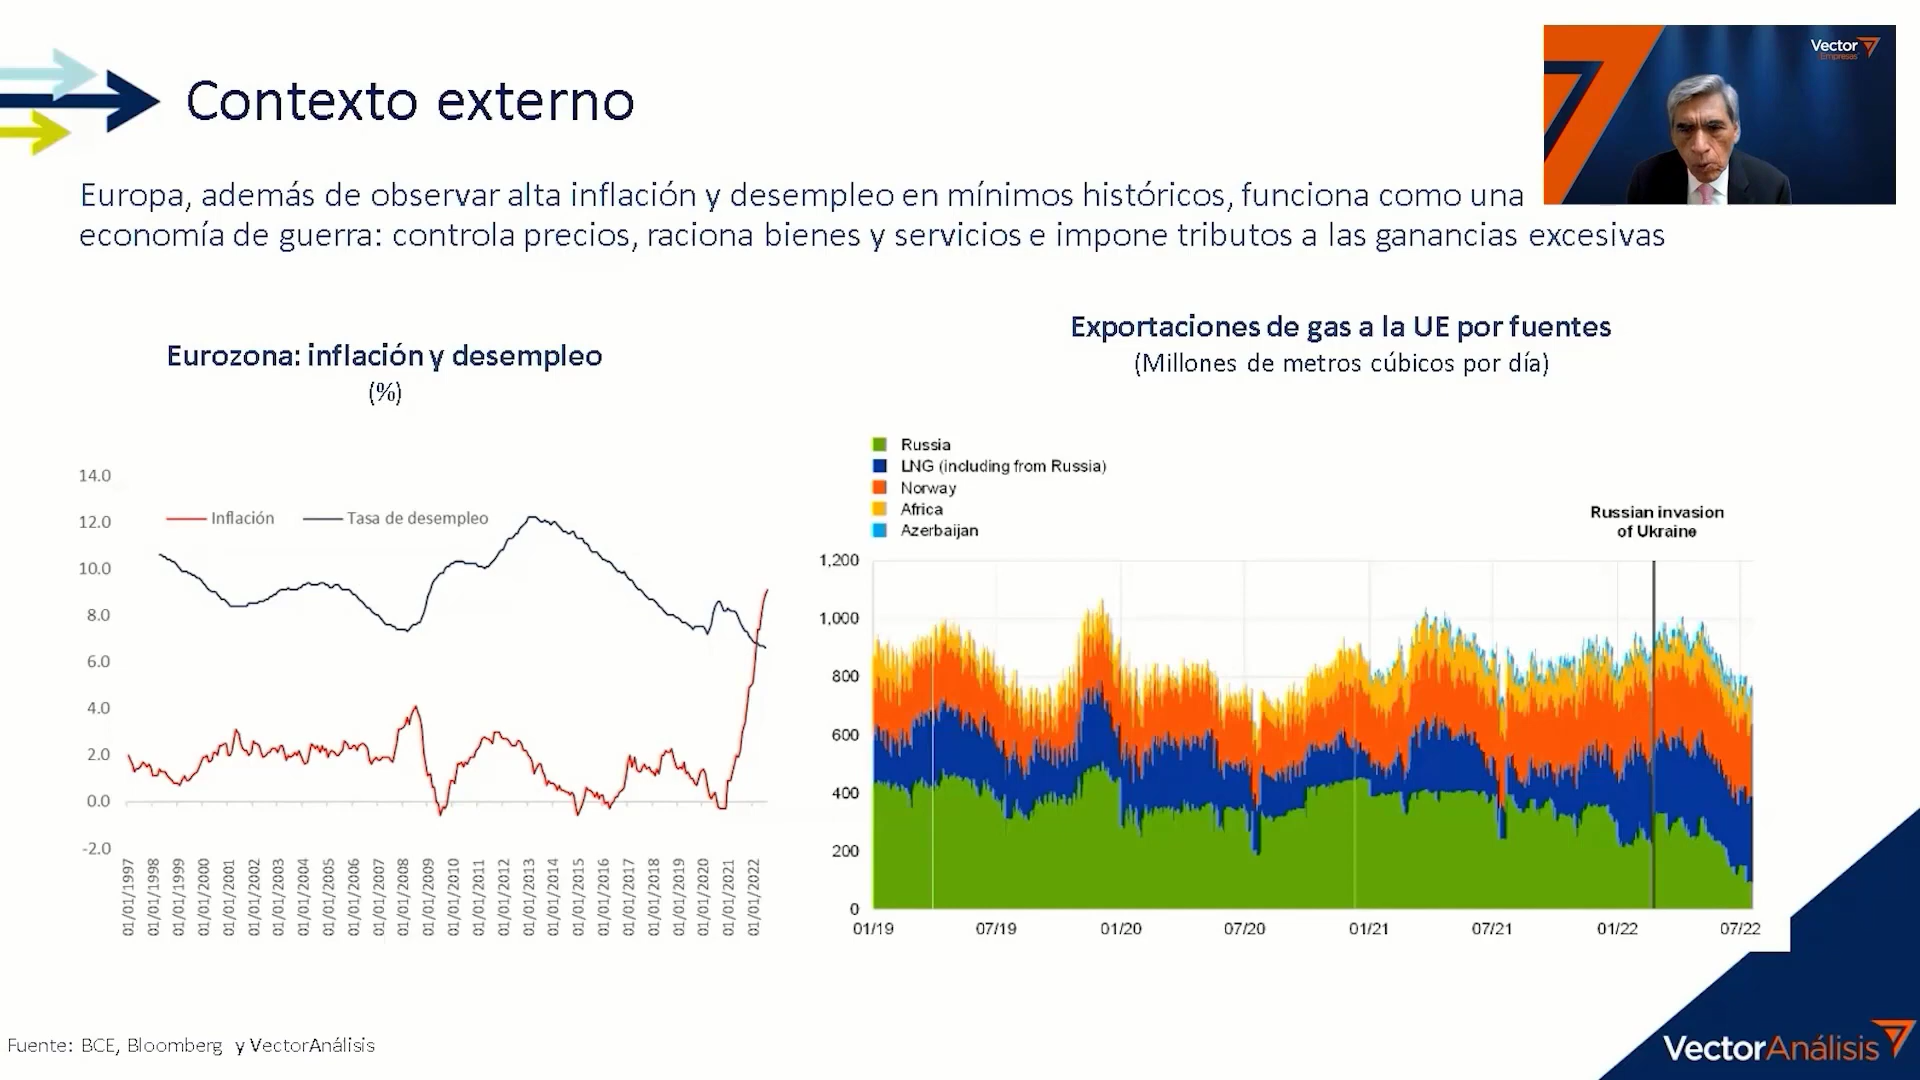 Contexto externo
Vector
Empresas
Europa, además de observar alta inflación y desempleo en mínimos históricos, funciona como una
economía de guerra: controla precios, raciona bienes y servicios e impone tributos a las ganancias excesivas
Eurozona: inflación y desempleo
(%)
14.0
12.0
10.0
8.0
6.0
4.0
2.0
0.0
-2.0
Inflación
Tasa de desempleo
01/01/1997
01/01/1998
01/01/1999
01/01/2000
01/01/2001
01/01/2002
01/01/2003
01/01/2004
01/01/2005
01/01/2006
01/01/2007
01/01/2008
01/01/2009
01/01/2010
01/01/2011
01/01/2012
01/01/2013
01/01/2014
01/01/2015
01/01/2016
01/01/2017
01/01/2018
01/01/2019
01/01/2020
01/01/2021
01/01/2022
Exportaciones de gas a la UE por fuentes
(Millones de metros cúbicos por día)
Russia
LNG (including from Russia)
Norway
Africa
Azerbaijan
Russian invasion
of Ukraine
1,200
1,000
800
600
400
200
0
01/19
07/19
01/20
07/20
01/21
07/21
01/22
07/22
Fuente: BCE, Bloomberg y VectorAnálisis
VectorAnálisis